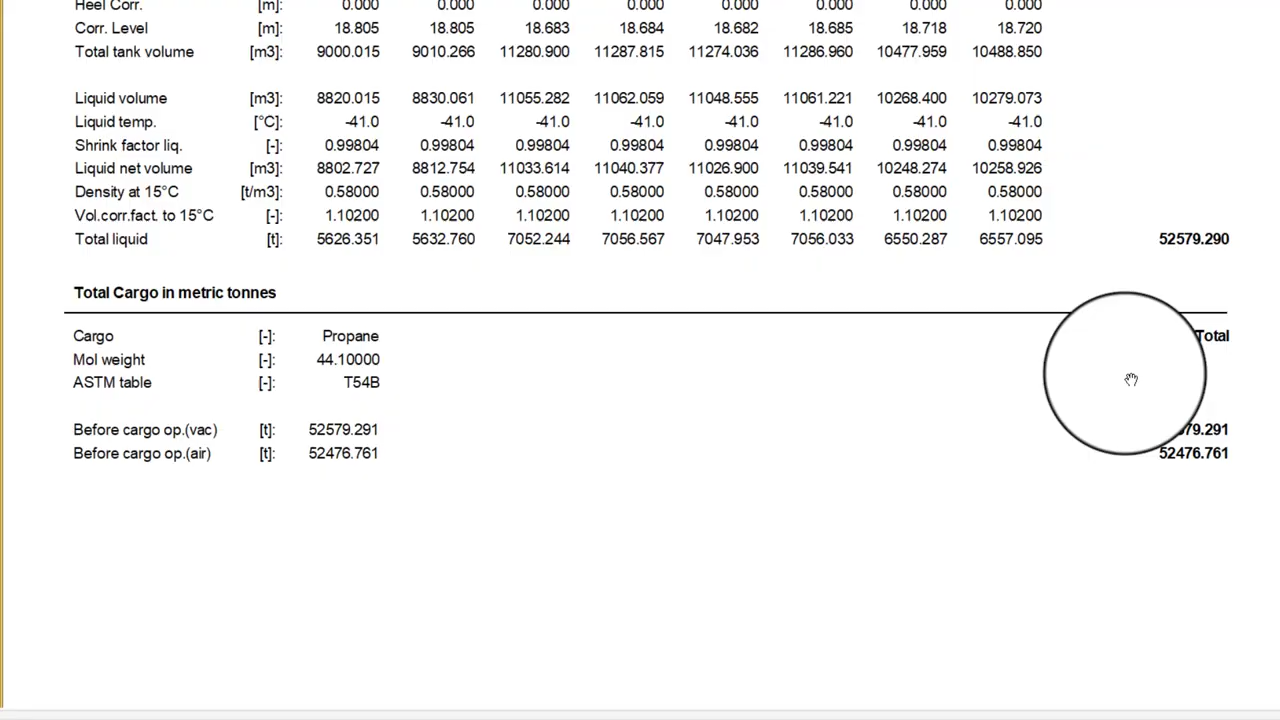 Heel Corr. [m]: 0.000 0.000 0.000 0.000 0.000 0.000 0.000 0.000
Corr. Level [m]: 18.805 18.805 18.683 18.684 18.682 18.685 18.718 18.720
Total tank volume [m3]: 9000.015 9010.266 11280.900 11287.815 11274.036 11286.960 10477.959 10488.850
Liquid volume [m3]: 8820.015 8830.061 11055.282 11062.059 11048.555 11061.221 10268.400 10279.073
Liquid temp. [°C]: -41.0 -41.0 -41.0 -41.0 -41.0 -41.0 -41.0 -41.0
Shrink factor liq. [-]: 0.99804 0.99804 0.99804 0.99804 0.99804 0.99804 0.99804 0.99804
Liquid net volume [m3]: 8802.727 8812.754 11033.614 11040.377 11026.900 11039.541 10248.274 10258.926
Density at 15°C [t/m3]: 0.58000 0.58000 0.58000 0.58000 0.58000 0.58000 0.58000 0.58000
Vol.corr.fact. to 15°C [-]: 1.10200 1.10200 1.10200 1.10200 1.10200 1.10200 1.10200 1.10200
Total liquid [t]: 5626.351 5632.760 7052.244 7056.567 7047.953 7056.033 6550.287 6557.095 52579.290
Total Cargo in metric tonnes
Cargo [-]: Propane Total
Mol weight [-]: 44.10000
ASTM table [-]: T54B
Before cargo op.(vac) [t]: 52579.291 79.291
Before cargo op.(air) [t]: 52476.761 52476.761